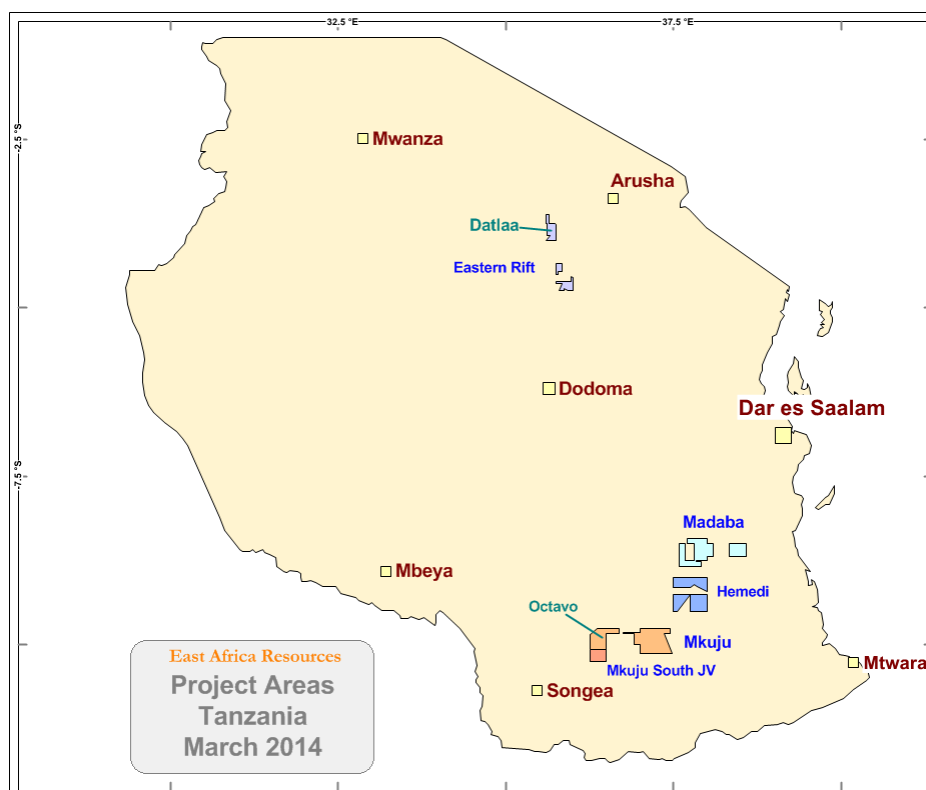 32.5 °E
37.5 °E
-2.5 °S
Mwanza
Arusha
Datlaa
Eastern Rift
Dodoma
Dar es Saalam
-7.5 °S
Madaba
Mbeya
Hemedi
Octavo
Mkuju
Mkuju South JV
Mtwara
Songea
East Africa Resources
Project Areas
Tanzania
March 2014